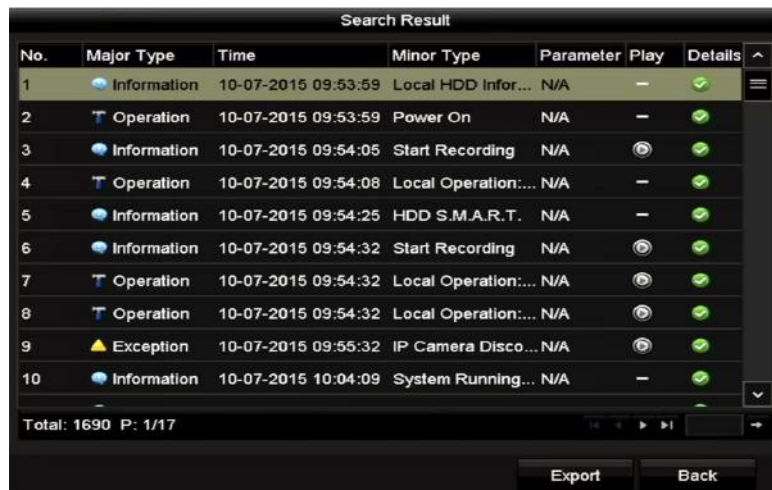 Search Result
No. Major Type Time Minor Type Parameter Play Details
1 Information 10-07-2015 09:53:59 Local HDD Infor... N/A –
2 Operation 10-07-2015 09:53:59 Power On N/A –
3 Information 10-07-2015 09:54:05 Start Recording N/A
4 Operation 10-07-2015 09:54:08 Local Operation:... N/A –
5 Information 10-07-2015 09:54:25 HDD S.M.A.R.T. N/A –
6 Information 10-07-2015 09:54:32 Start Recording N/A
7 Operation 10-07-2015 09:54:32 Local Operation:... N/A
8 Operation 10-07-2015 09:54:32 Local Operation:... N/A
9 Exception 10-07-2015 09:55:32 IP Camera Disco... N/A
10 Information 10-07-2015 10:04:09 System Running... N/A –
Total: 1690 P: 1/17
Export Back